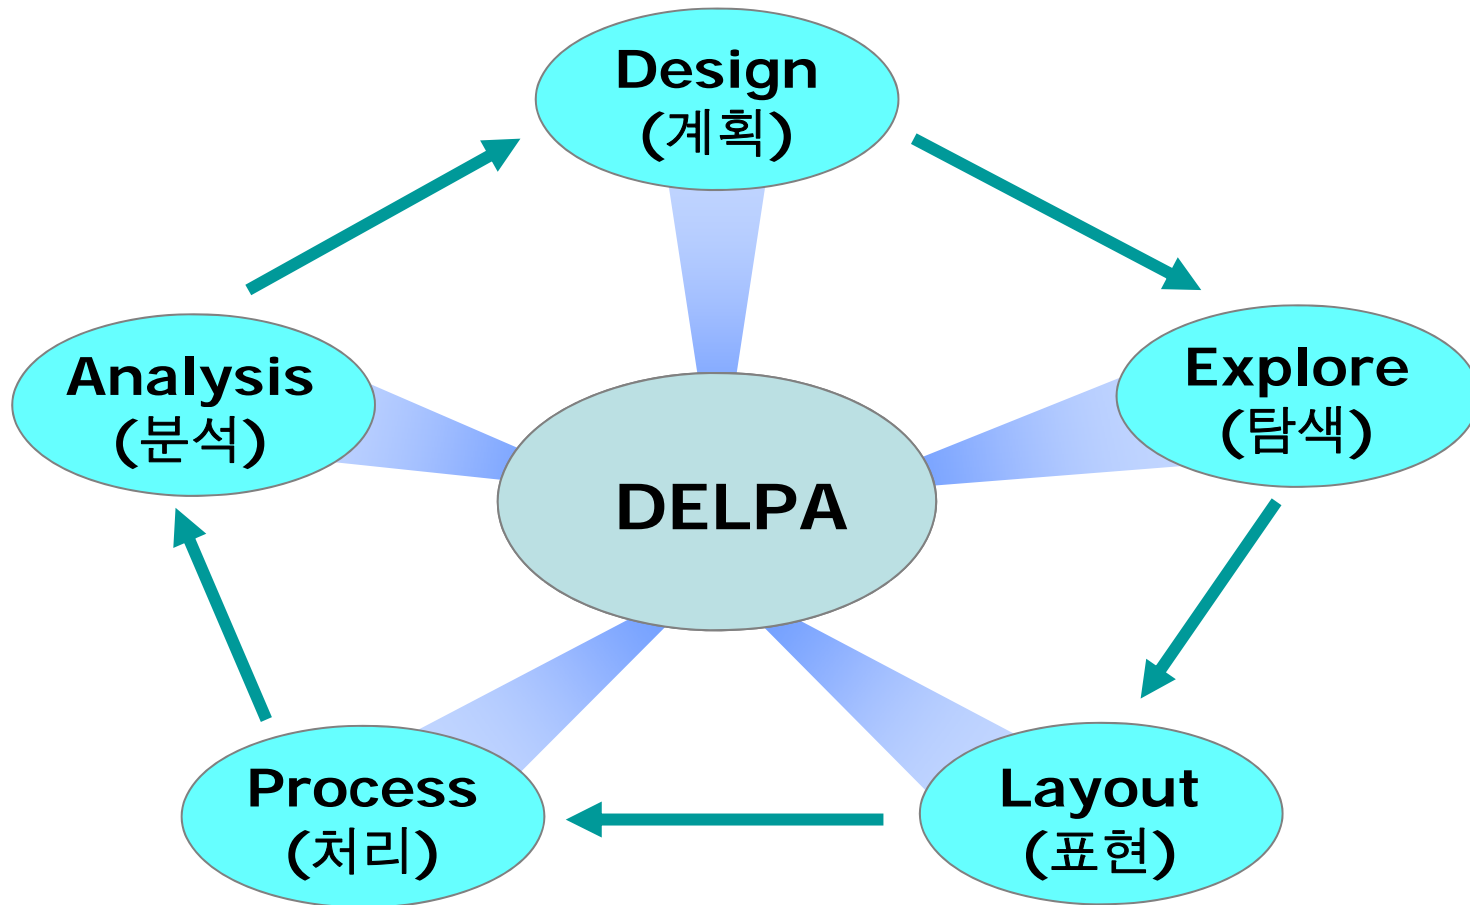 Design
(계획)
Analysis
(분석)
Explore
(탐색)
DELPA
Process
(처리)
Layout
(표현)